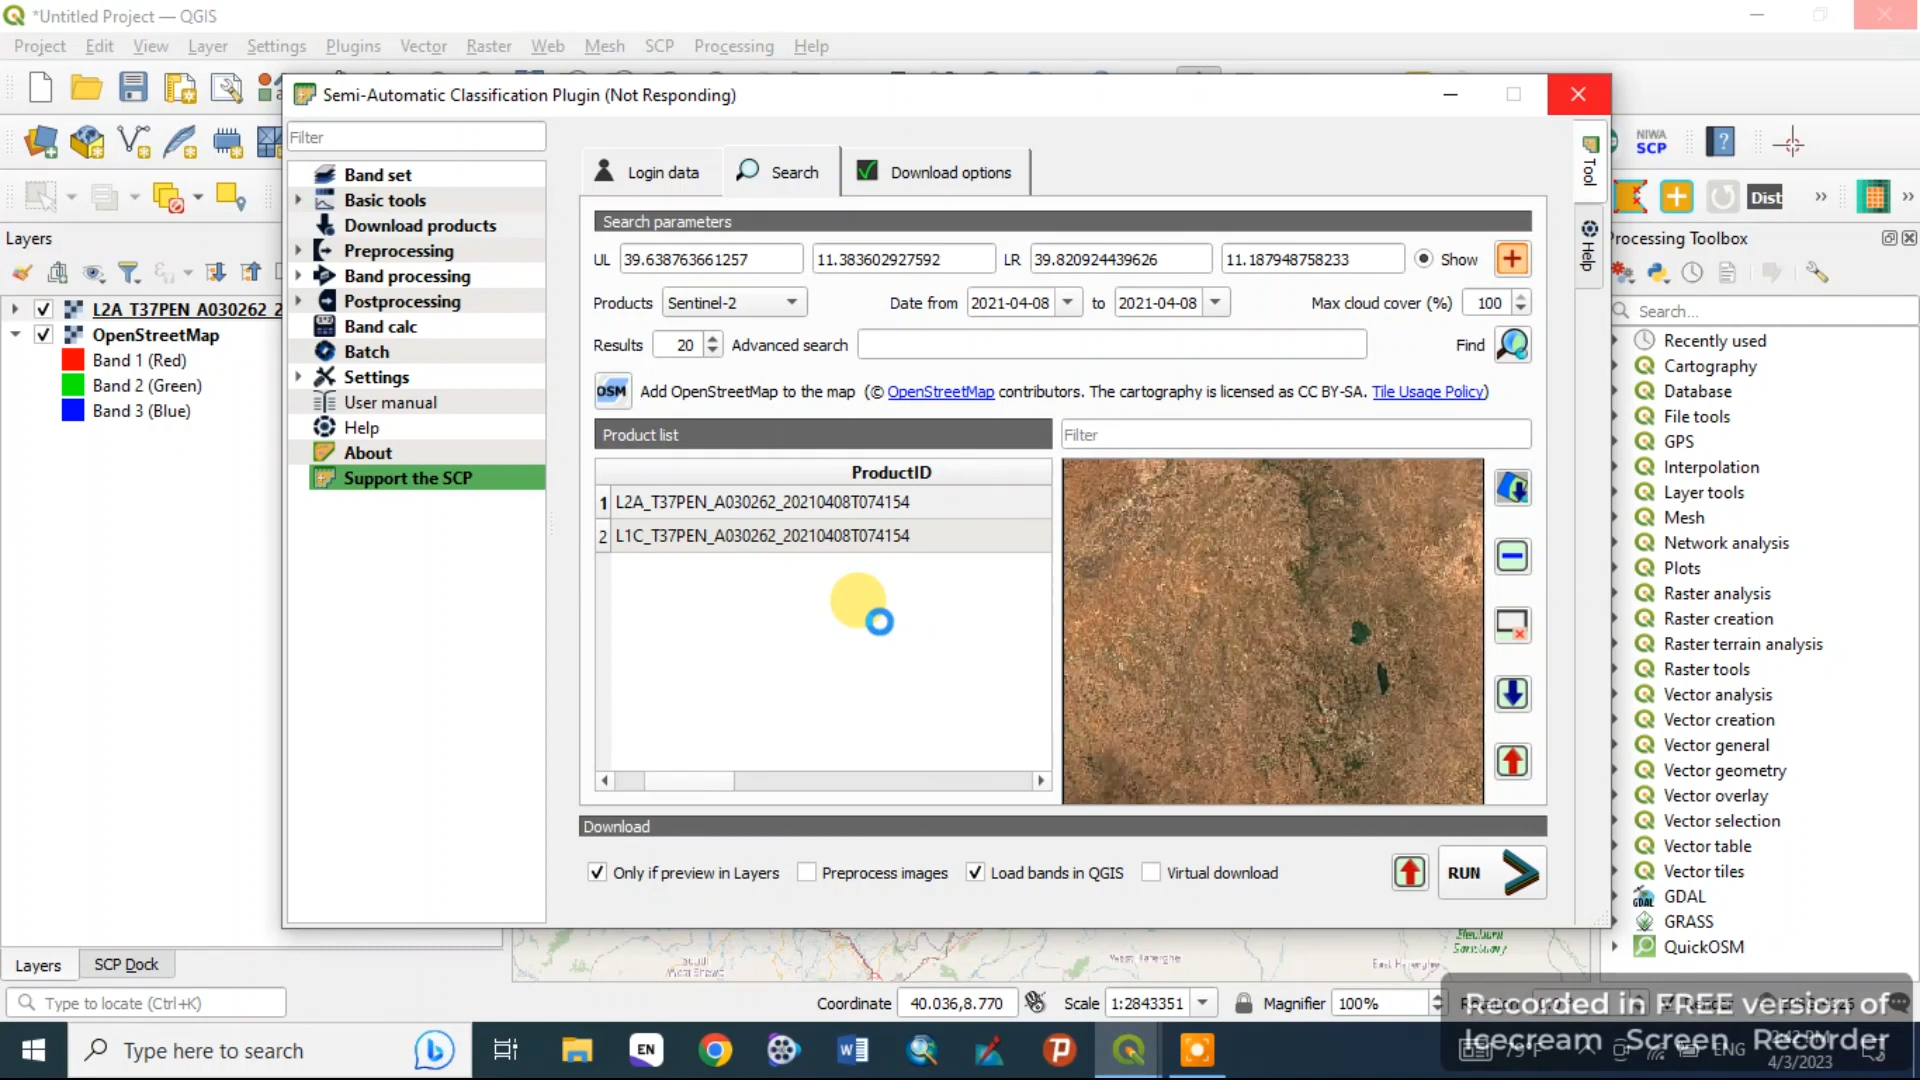 *Untitled Project — QGIS
Project Edit View Layer Settings Plugins Vector Raster Web Mesh SCP Processing Help
Semi-Automatic Classification Plugin (Not Responding)
Filter
Band set
Basic tools
Download products
Preprocessing
Band processing
Postprocessing
Band calc
Batch
Settings
User manual
Help
About
Support the SCP
Login data
Search
Download options
Search parameters
UL 39.638763661257 11.383602927592 LR 39.820924439626 11.187948758233 Show
Products Sentinel-2 Date from 2021-04-08 to 2021-04-08 Max cloud cover (%) 100
Results 20 Advanced search Find
OSM Add OpenStreetMap to the map (© OpenStreetMap contributors. The cartography is licensed as CC BY-SA. Tile Usage Policy)
Product list
Filter
ProductID
1 L2A_T37PEN_A030262_20210408T074154
2 L1C_T37PEN_A030262_20210408T074154
Download
Only if preview in Layers
Preprocess images
Load bands in QGIS
Virtual download
RUN
Tool
Help
NIWA
SCP
Dist
Layers
L2A_T37PEN_A030262_2
OpenStreetMap
Band 1 (Red)
Band 2 (Green)
Band 3 (Blue)
Processing Toolbox
Search...
Recently used
Cartography
Database
File tools
GPS
Interpolation
Layer tools
Mesh
Network analysis
Plots
Raster analysis
Raster creation
Raster terrain analysis
Raster tools
Vector analysis
Vector creation
Vector general
Vector geometry
Vector overlay
Vector selection
Vector table
Vector tiles
GDAL
GRASS
QuickOSM
Layers SCP Dock
Type to locate (Ctrl+K)
Coordinate 40.036,8.770 Scale 1:2843351 Magnifier 100%
Recorded in FREE version of
Icecream Screen Recorder
Type here to search
EN
ENG
4/3/2023